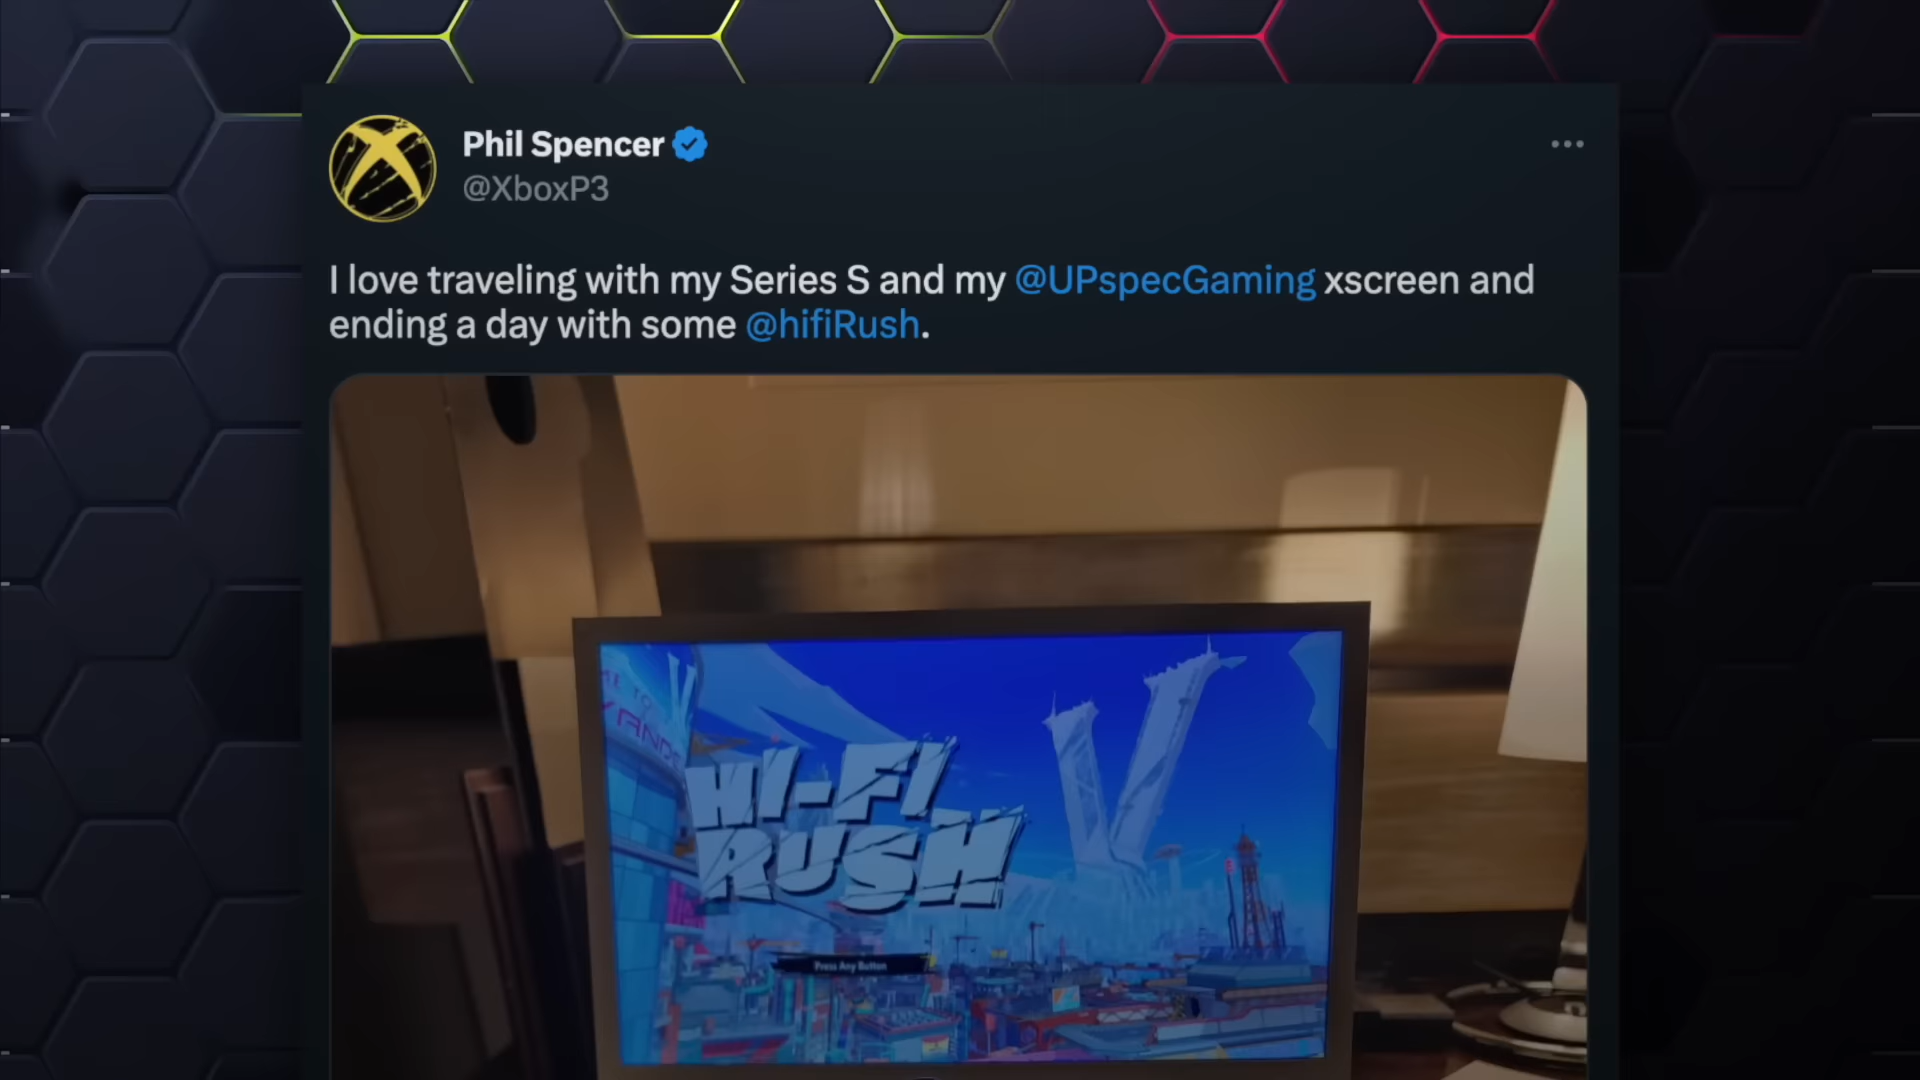 Phil Spencer
@XboxP3
I love traveling with my Series S and my @UPspecGaming xscreen and
ending a day with some @hifiRush.
HI-FI
RUSH
Press Any Button